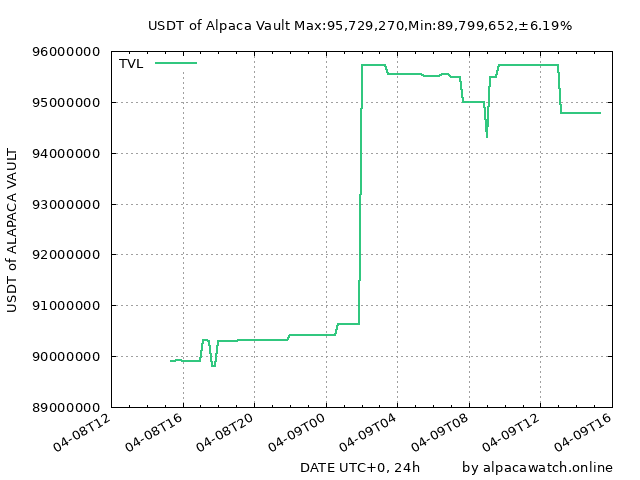 USDT of Alpaca Vault Max:95,729,270,Min:89,799,652,±6.19%
TVL
96000000
95000000
94000000
93000000
92000000
91000000
90000000
89000000
USDT of ALAPACA VAULT
04-08T12
04-08T16
04-08T20
04-09T00
04-09T04
04-09T08
04-09T12
04-09T16
DATE UTC+0, 24h
by alpacawatch.online